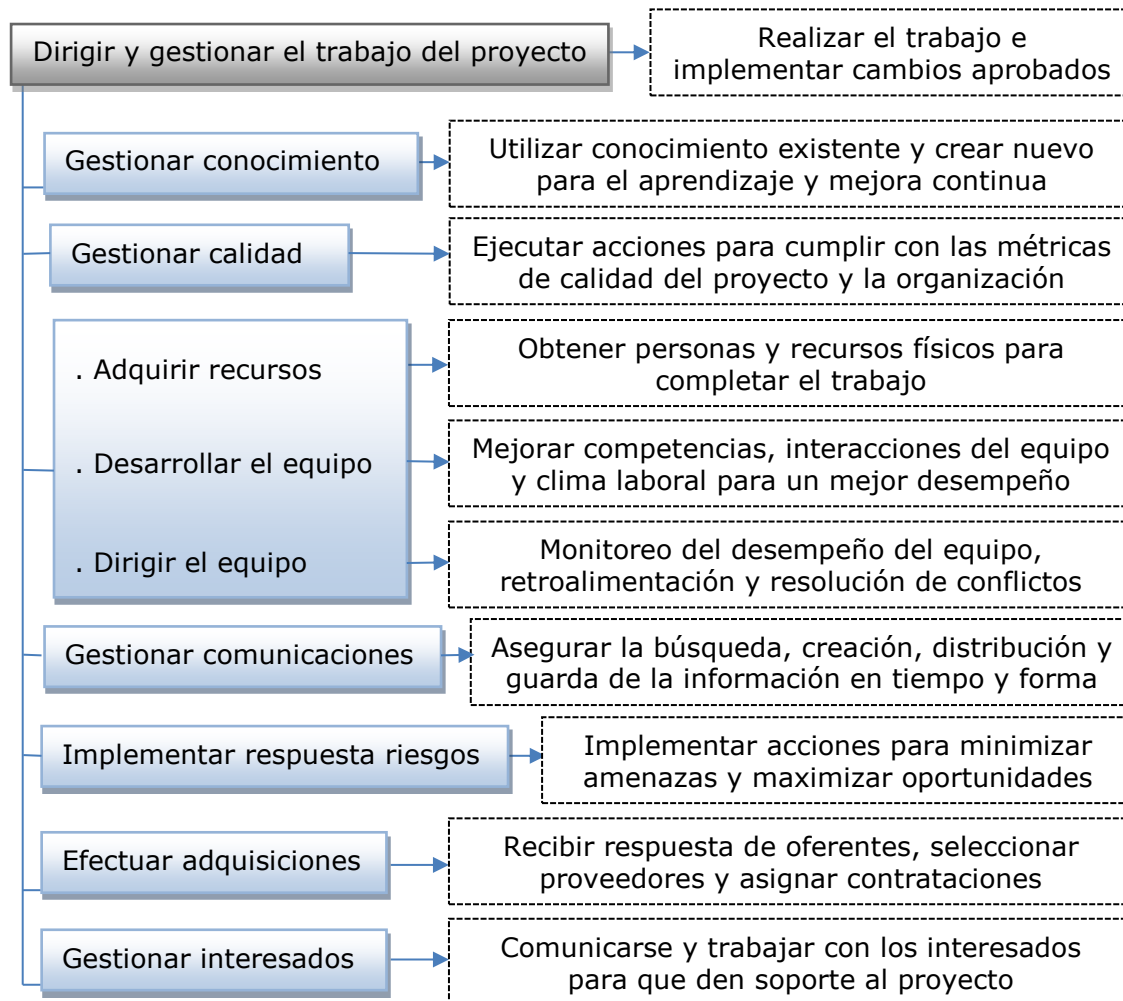 Dirigir y gestionar el trabajo del proyecto
Realizar el trabajo e
implementar cambios aprobados
Gestionar conocimiento
Utilizar conocimiento existente y crear nuevo
para el aprendizaje y mejora continua
Gestionar calidad
Ejecutar acciones para cumplir con las métricas
de calidad del proyecto y la organización
. Adquirir recursos
Obtener personas y recursos físicos para
completar el trabajo
. Desarrollar el equipo
Mejorar competencias, interacciones del equipo
y clima laboral para un mejor desempeño
. Dirigir el equipo
Monitoreo del desempeño del equipo,
retroalimentación y resolución de conflictos
Gestionar comunicaciones
Asegurar la búsqueda, creación, distribución y
guarda de la información en tiempo y forma
Implementar respuesta riesgos
Implementar acciones para minimizar
amenazas y maximizar oportunidades
Efectuar adquisiciones
Recibir respuesta de oferentes, seleccionar
proveedores y asignar contrataciones
Gestionar interesados
Comunicarse y trabajar con los interesados
para que den soporte al proyecto